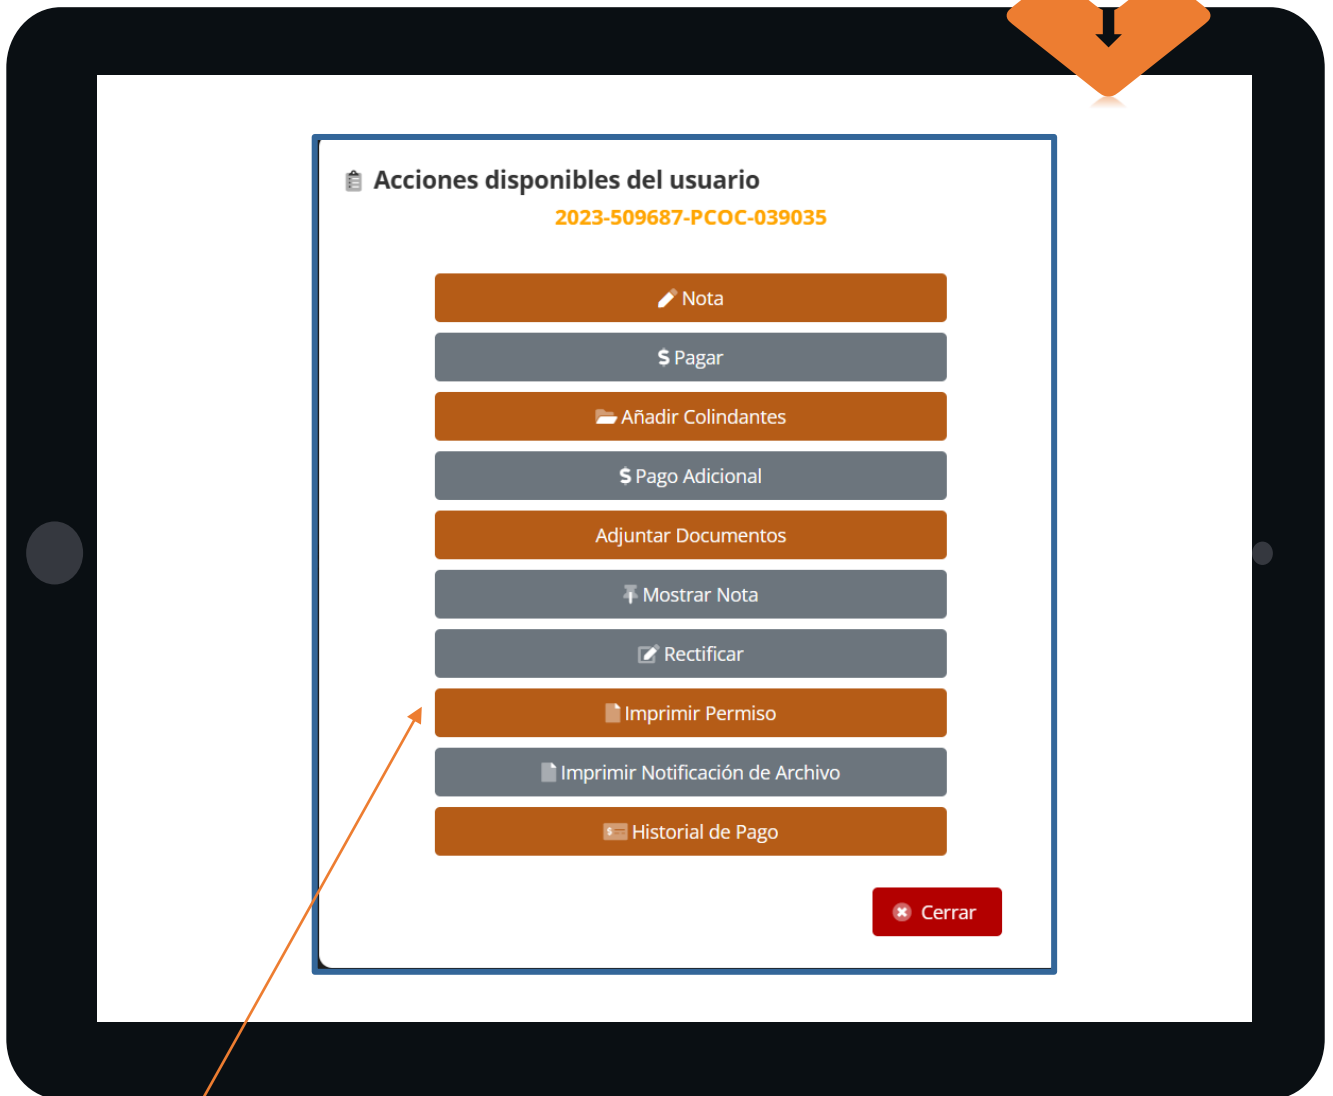 Acciones disponibles del usuario
2023-509687-PCOC-039035
Nota
$ Pagar
Añadir Colindantes
$ Pago Adicional
Adjuntar Documentos
Mostrar Nota
Rectificar
Imprimir Permiso
Imprimir Notificación de Archivo
Historial de Pago
Cerrar